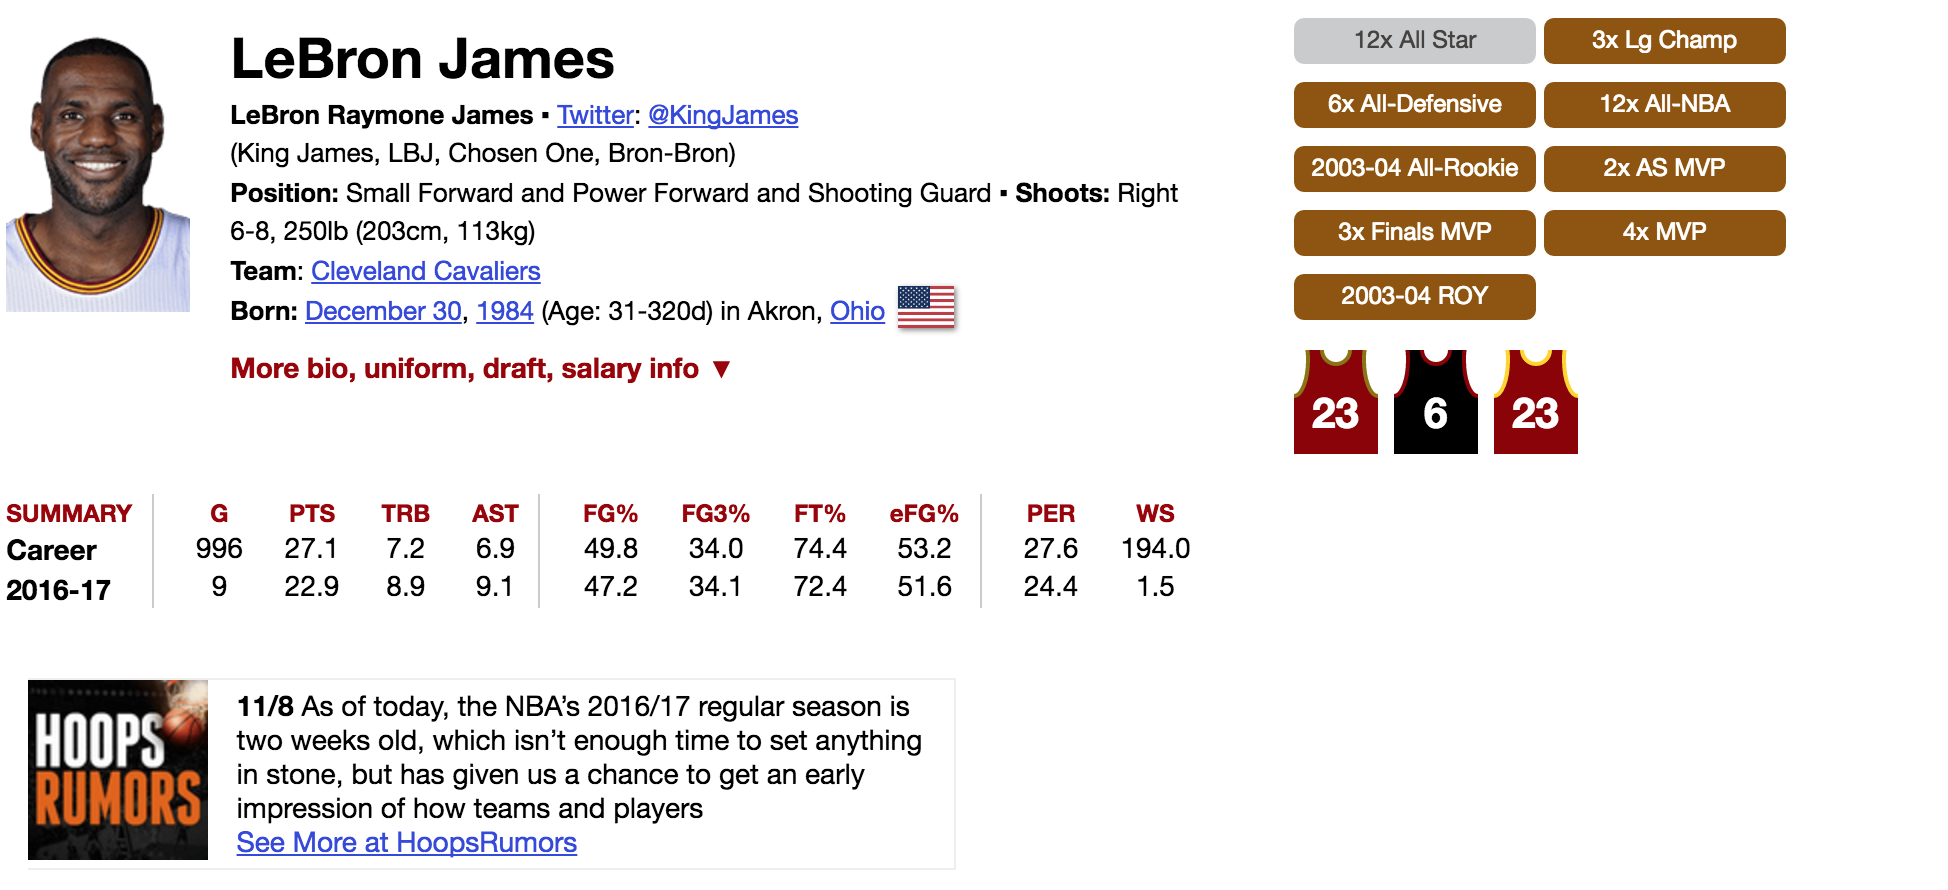 LeBron James
LeBron Raymone James ▪ Twitter: @KingJames
(King James, LBJ, Chosen One, Bron-Bron)
Position: Small Forward and Power Forward and Shooting Guard ▪ Shoots: Right
6-8, 250lb (203cm, 113kg)
Team: Cleveland Cavaliers
Born: December 30, 1984 (Age: 31-320d) in Akron, Ohio
More bio, uniform, draft, salary info ▼
12x All Star 3x Lg Champ
6x All-Defensive 12x All-NBA
2003-04 All-Rookie 2x AS MVP
3x Finals MVP 4x MVP
2003-04 ROY
23 6 23
SUMMARY G PTS TRB AST FG% FG3% FT% eFG% PER WS
Career 996 27.1 7.2 6.9 49.8 34.0 74.4 53.2 27.6 194.0
2016-17 9 22.9 8.9 9.1 47.2 34.1 72.4 51.6 24.4 1.5
HOOPS
RUMORS
11/8 As of today, the NBA’s 2016/17 regular season is
two weeks old, which isn’t enough time to set anything
in stone, but has given us a chance to get an early
impression of how teams and players
See More at HoopsRumors